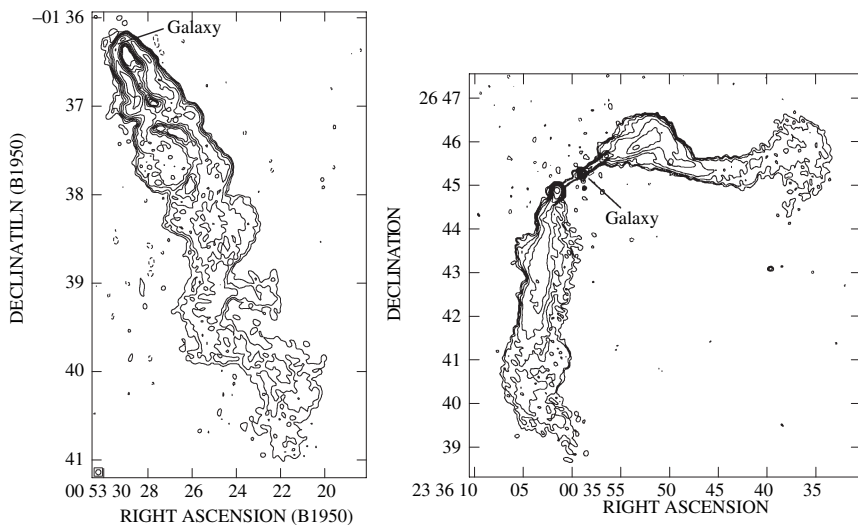 –01 36
Galaxy
37
38
39
40
41
DECLINATILN (B1950)
00 53 30 28 26 24 22 20
RIGHT ASCENSION (B1950)
26 47
46
45
44
43
42
41
40
39
Galaxy
DECLINATION
23 36 10 05 00 35 55 50 45 40 35
RIGHT ASCENSION